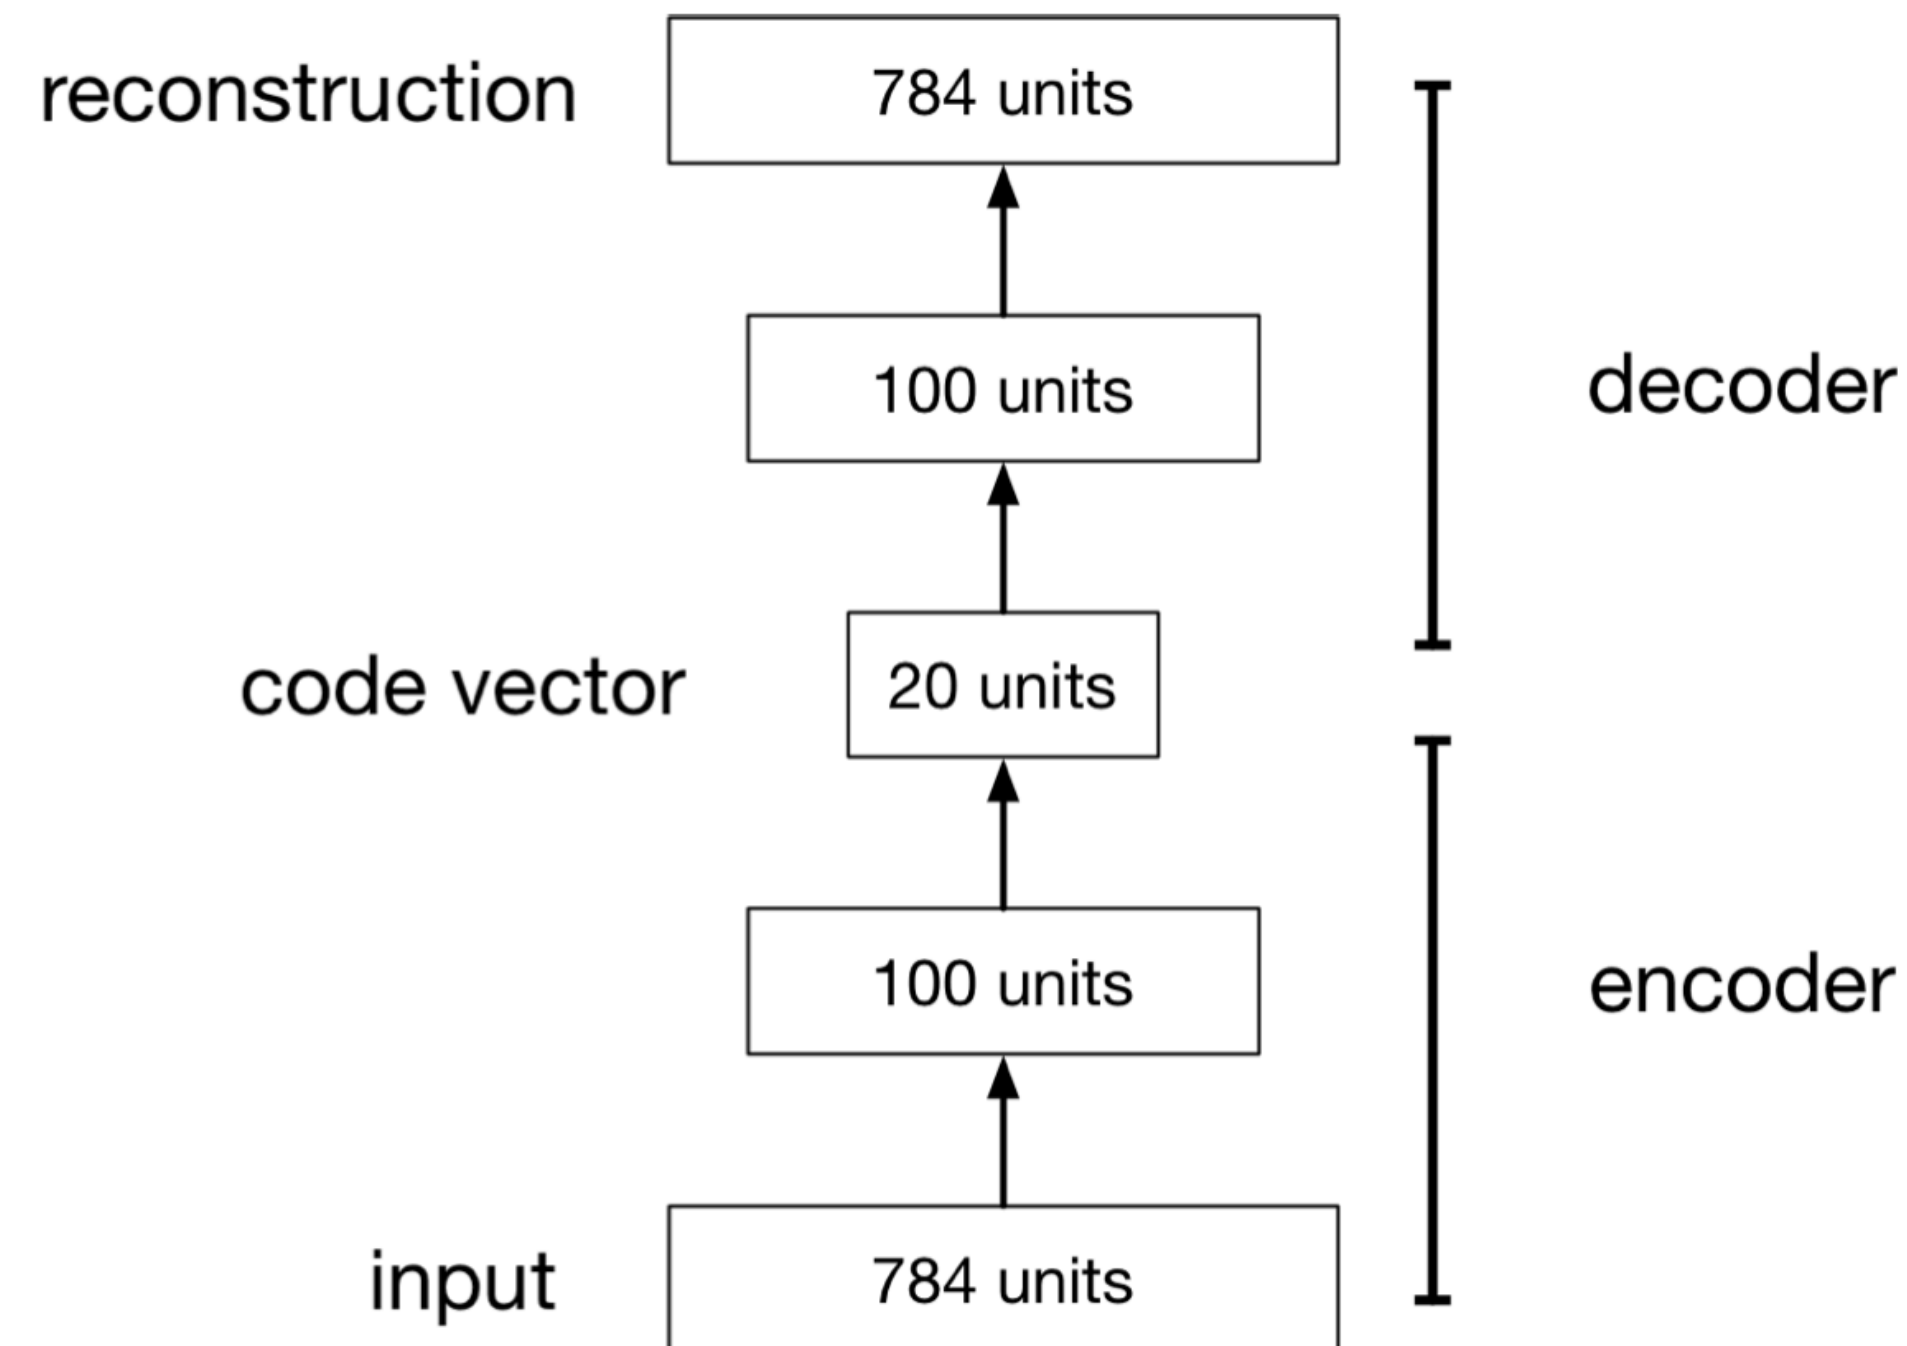 reconstruction
784 units
100 units
decoder
code vector
20 units
100 units
encoder
input
784 units